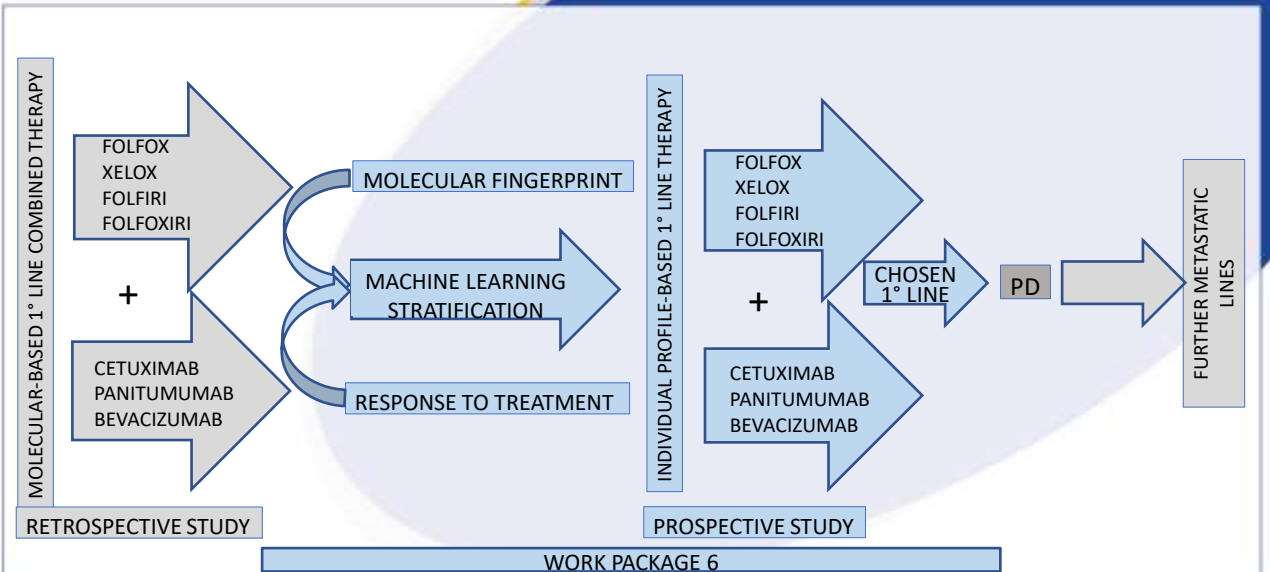 MOLECULAR-BASED 1° LINE COMBINED THERAPY
FOLFOX
XELOX
FOLFIRI
FOLFOXIRI
+
CETUXIMAB
PANITUMUMAB
BEVACIZUMAB
RETROSPECTIVE STUDY
MOLECULAR FINGERPRINT
MACHINE LEARNING
STRATIFICATION
RESPONSE TO TREATMENT
INDIVIDUAL PROFILE-BASED 1° LINE THERAPY
FOLFOX
XELOX
FOLFIRI
FOLFOXIRI
+
CETUXIMAB
PANITUMUMAB
BEVACIZUMAB
PROSPECTIVE STUDY
CHOSEN
1° LINE
PD
FURTHER METASTATIC
LINES
WORK PACKAGE 6